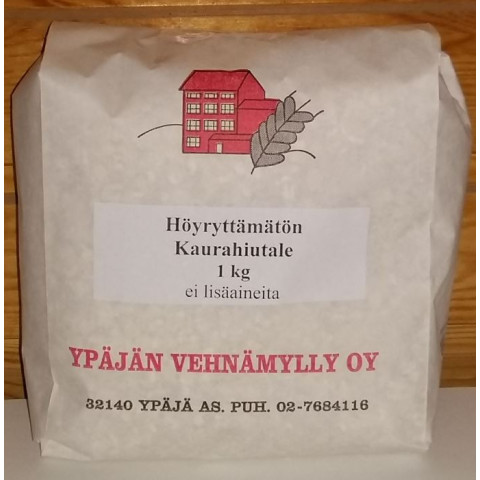 Höyryttämätön
Kaurahiutale
1 kg
ei lisäaineita
YPÄJÄN VEHNÄMYLLY OY
32140 YPÄJÄ AS. PUH. 02-7684116